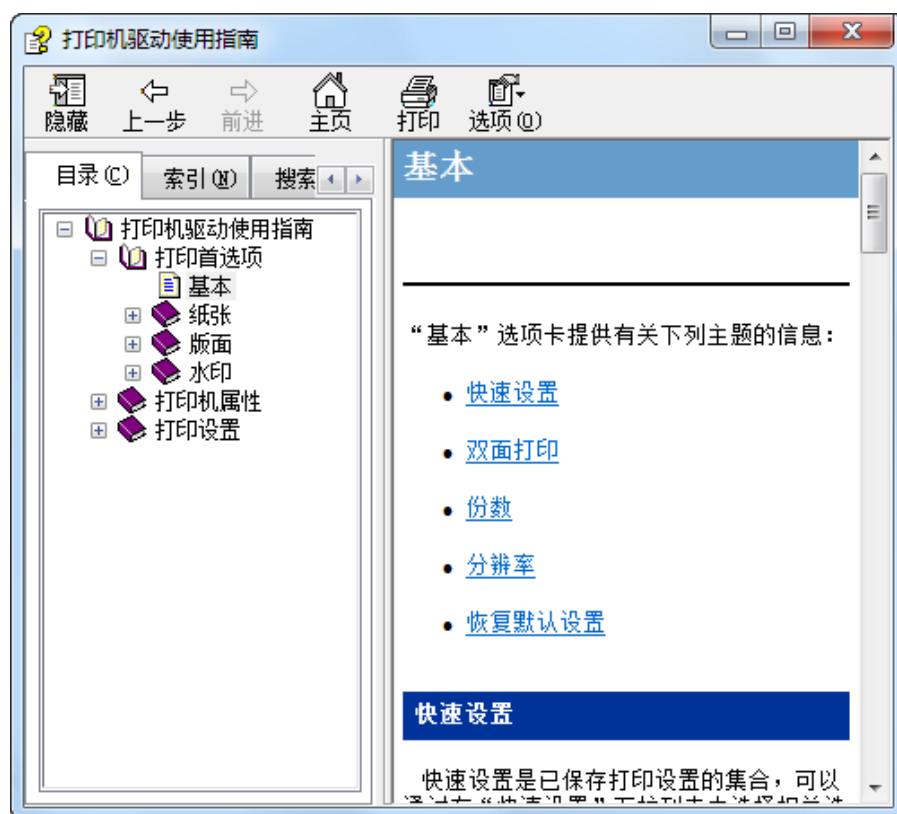 打印机驱动使用指南
隐藏 上一步 前进 主页 打印 选项(O)
目录(C) 索引(N) 搜索
打印机驱动使用指南
打印首选项
基本
纸张
版面
水印
打印机属性
打印设置
基本
“基本”选项卡提供有关下列主题的信息：
• 快速设置
• 双面打印
• 份数
• 分辨率
• 恢复默认设置
快速设置
快速设置是已保存打印设置的集合，可以